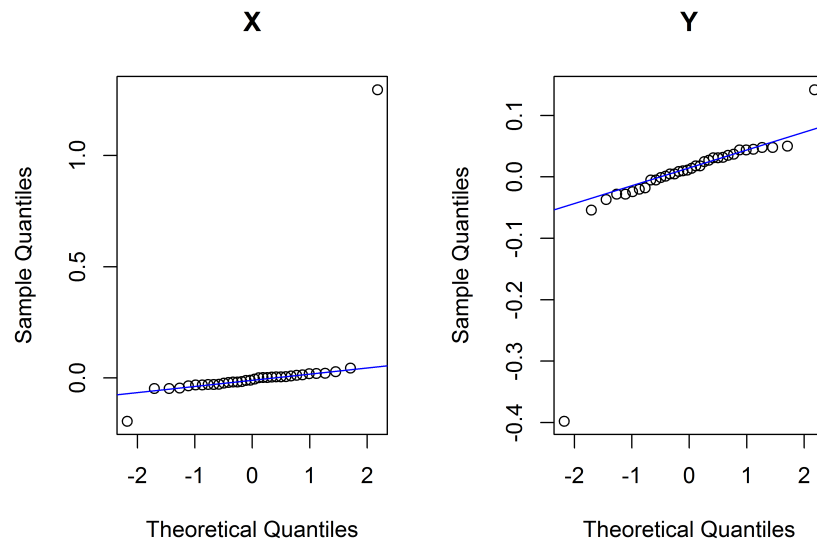 X
Sample Quantiles
1.0
0.5
0.0
-2 -1 0 1 2
Theoretical Quantiles
Y
Sample Quantiles
0.1
0.0
-0.1
-0.2
-0.3
-0.4
-2 -1 0 1 2
Theoretical Quantiles